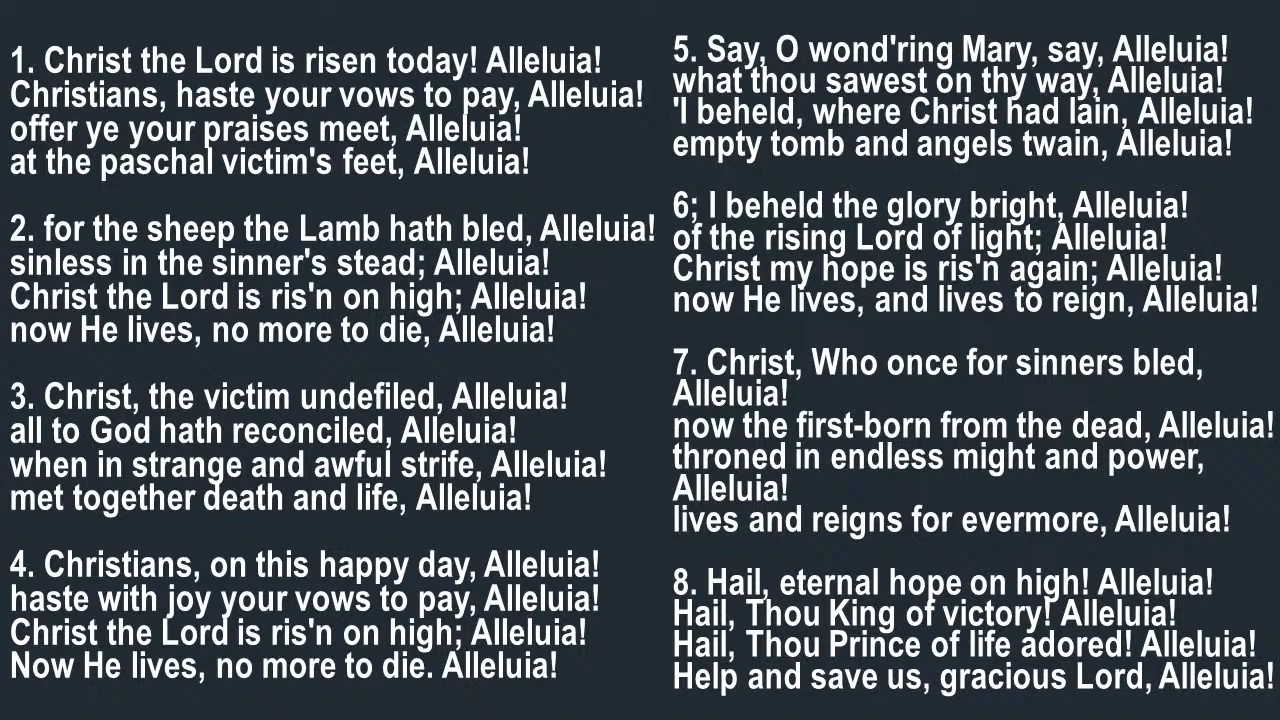 1. Christ the Lord is risen today! Alleluia!
Christians, haste your vows to pay, Alleluia!
offer ye your praises meet, Alleluia!
at the paschal victim's feet, Alleluia!
2. for the sheep the Lamb hath bled, Alleluia!
sinless in the sinner's stead; Alleluia!
Christ the Lord is ris'n on high; Alleluia!
now He lives, no more to die, Alleluia!
3. Christ, the victim undefiled, Alleluia!
all to God hath reconciled, Alleluia!
when in strange and awful strife, Alleluia!
met together death and life, Alleluia!
4. Christians, on this happy day, Alleluia!
haste with joy your vows to pay, Alleluia!
Christ the Lord is ris'n on high; Alleluia!
Now He lives, no more to die. Alleluia!
5. Say, O wond'ring Mary, say, Alleluia!
what thou sawest on thy way, Alleluia!
'I beheld, where Christ had lain, Alleluia!
empty tomb and angels twain, Alleluia!
6; I beheld the glory bright, Alleluia!
of the rising Lord of light; Alleluia!
Christ my hope is ris'n again; Alleluia!
now He lives, and lives to reign, Alleluia!
7. Christ, Who once for sinners bled,
Alleluia!
now the first-born from the dead, Alleluia!
throned in endless might and power,
Alleluia!
lives and reigns for evermore, Alleluia!
8. Hail, eternal hope on high! Alleluia!
Hail, Thou King of victory! Alleluia!
Hail, Thou Prince of life adored! Alleluia!
Help and save us, gracious Lord, Alleluia!